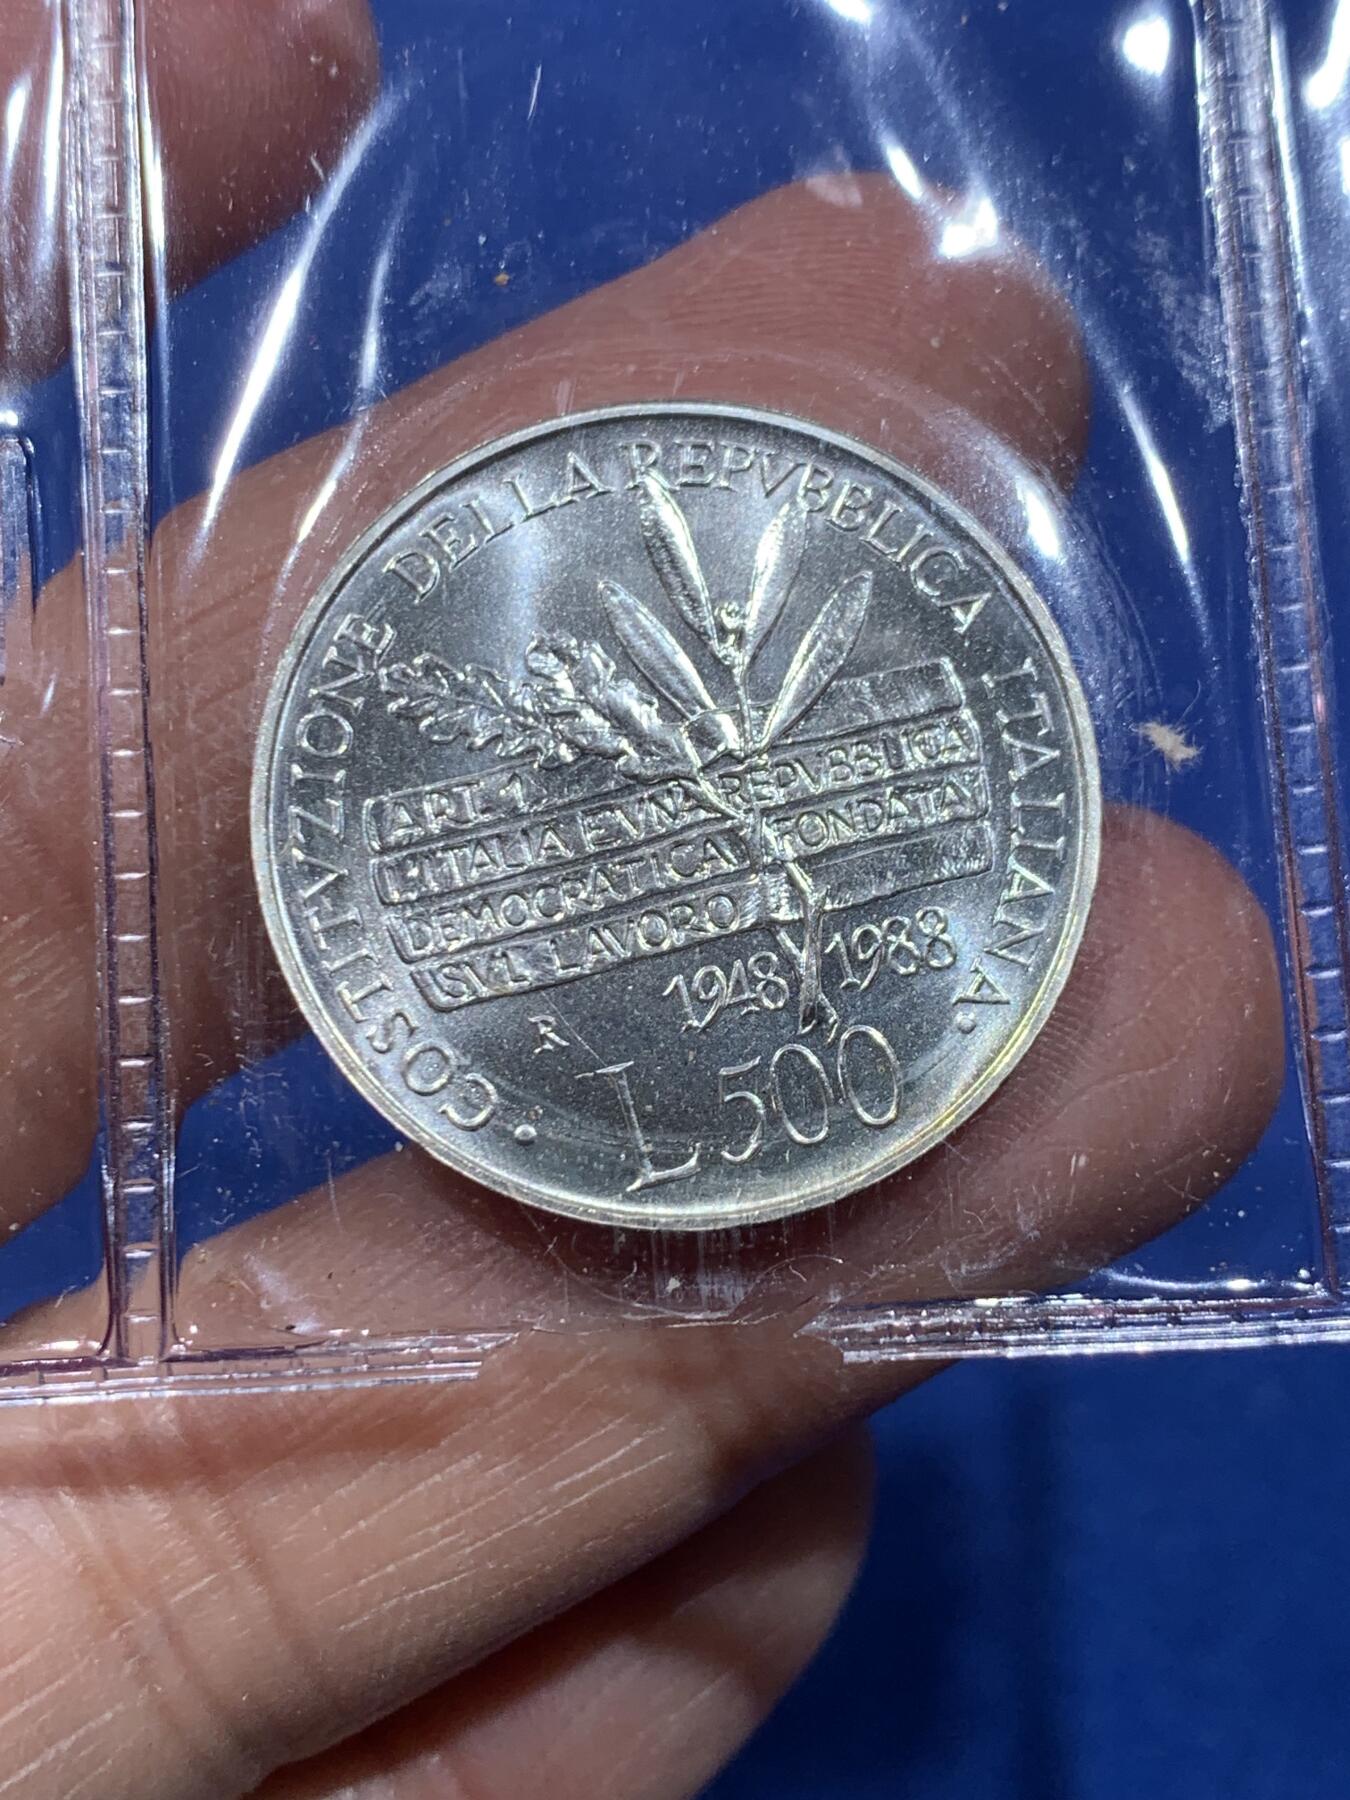 COSTITVZIONE DELLA REPVBBLICA ITALIANA
ART. 1
L'ITALIA E VNA REPVBBLICA
DEMOCRATICA FONDATA
SVL LAVORO
1948 1988
R
L.500